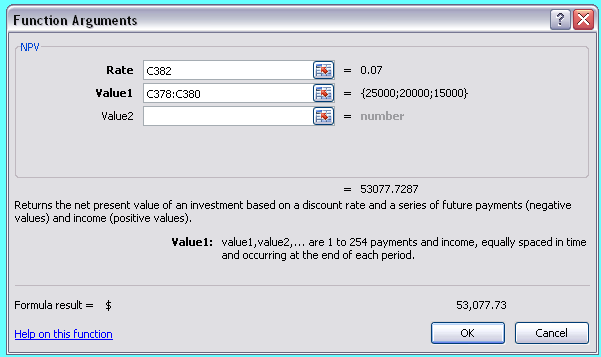 Function Arguments
NPV
Rate C382 = 0.07
Value1 C378:C380 = {25000;20000;15000}
Value2 = number
= 53077.7287
Returns the net present value of an investment based on a discount rate and a series of future payments (negative
values) and income (positive values).
Value1: value1,value2,... are 1 to 254 payments and income, equally spaced in time
and occurring at the end of each period.
Formula result = $ 53,077.73
Help on this function OK Cancel